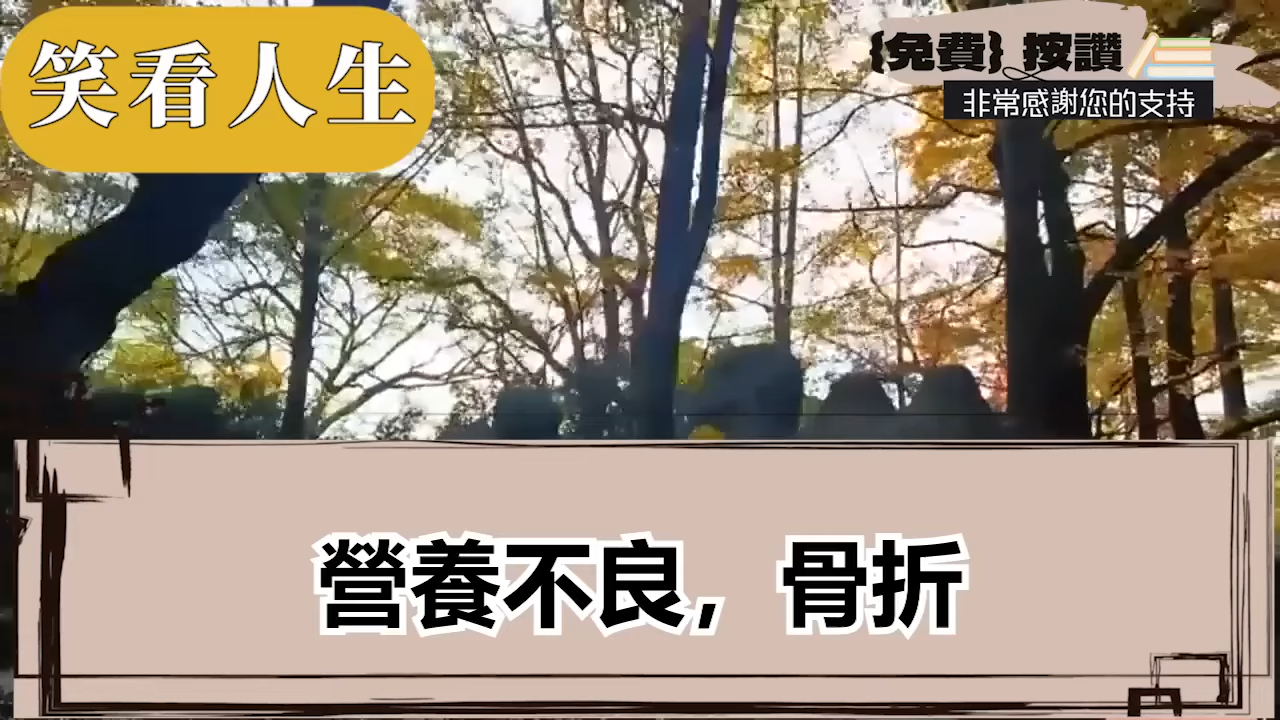 笑看人生
{免費} 按讚
非常感謝您的支持
營養不良，骨折